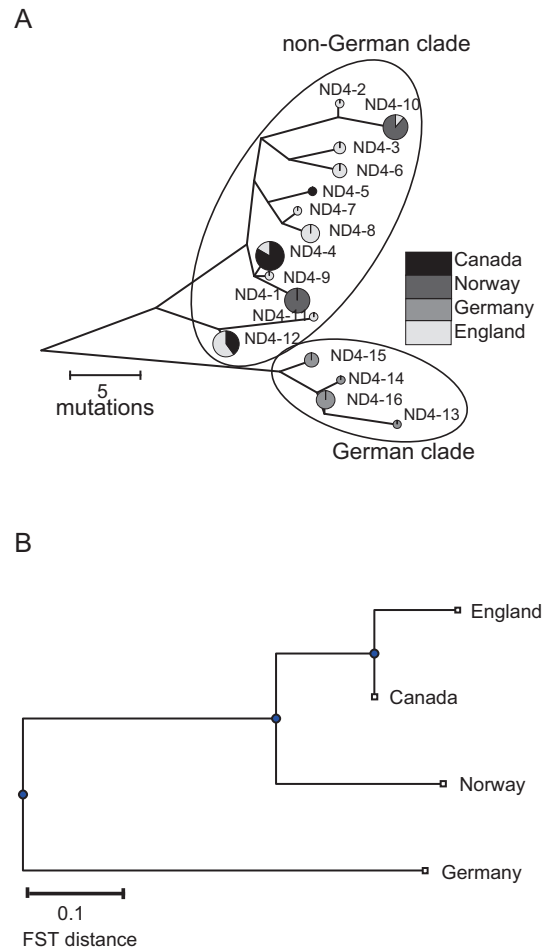 A
non-German clade
ND4-2
ND4-10
ND4-3
ND4-6
ND4-5
ND4-7
ND4-8
ND4-4
ND4-9
ND4-1
ND4-11
ND4-12
Canada
Norway
Germany
England
ND4-15
ND4-14
ND4-16
ND4-13
5
mutations
German clade
B
England
Canada
Norway
Germany
0.1
FST distance